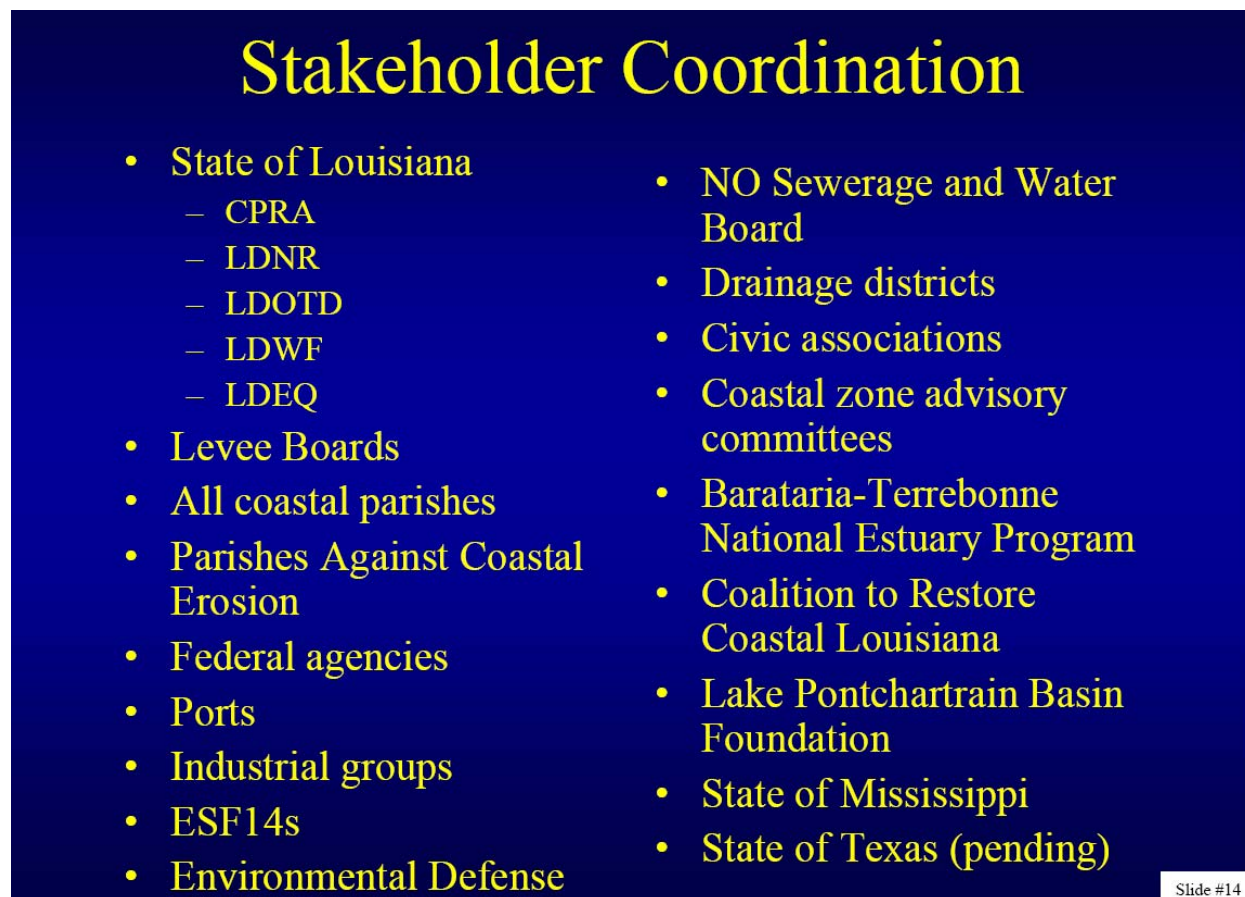 Stakeholder Coordination
• State of Louisiana
– CPRA
– LDNR
– LDOTD
– LDWF
– LDEQ
• Levee Boards
• All coastal parishes
• Parishes Against Coastal
Erosion
• Federal agencies
• Ports
• Industrial groups
• ESF14s
• Environmental Defense
• NO Sewerage and Water
Board
• Drainage districts
• Civic associations
• Coastal zone advisory
committees
• Barataria-Terrebonne
National Estuary Program
• Coalition to Restore
Coastal Louisiana
• Lake Pontchartrain Basin
Foundation
• State of Mississippi
• State of Texas (pending)
Slide #14